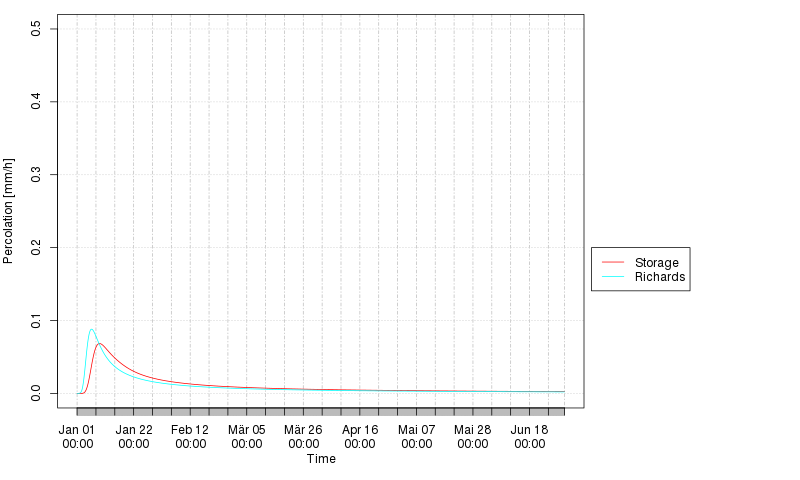 Percolation [mm/h]
0.5
0.4
0.3
0.2
0.1
0.0
Jan 01 Jan 22 Feb 12 Mär 05 Mär 26 Apr 16 Mai 07 Mai 28 Jun 18
00:00 00:00 00:00 00:00 00:00 00:00 00:00 00:00 00:00
Time
Storage
Richards